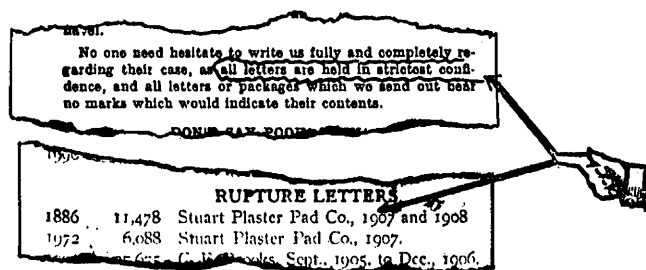 No one need hesitate to write us fully and completely re-
garding their case, as all letters are held in strictest confi-
dence, and all letters or packages which we send out bear
no marks which would indicate their contents.
RUPTURE LETTERS
1886 11,478 Stuart Plaster Pad Co., 1907 and 1908
1972 6,088 Stuart Plaster Pad Co., 1907.
Brooks, Sept., 1905, to Dec., 1906.